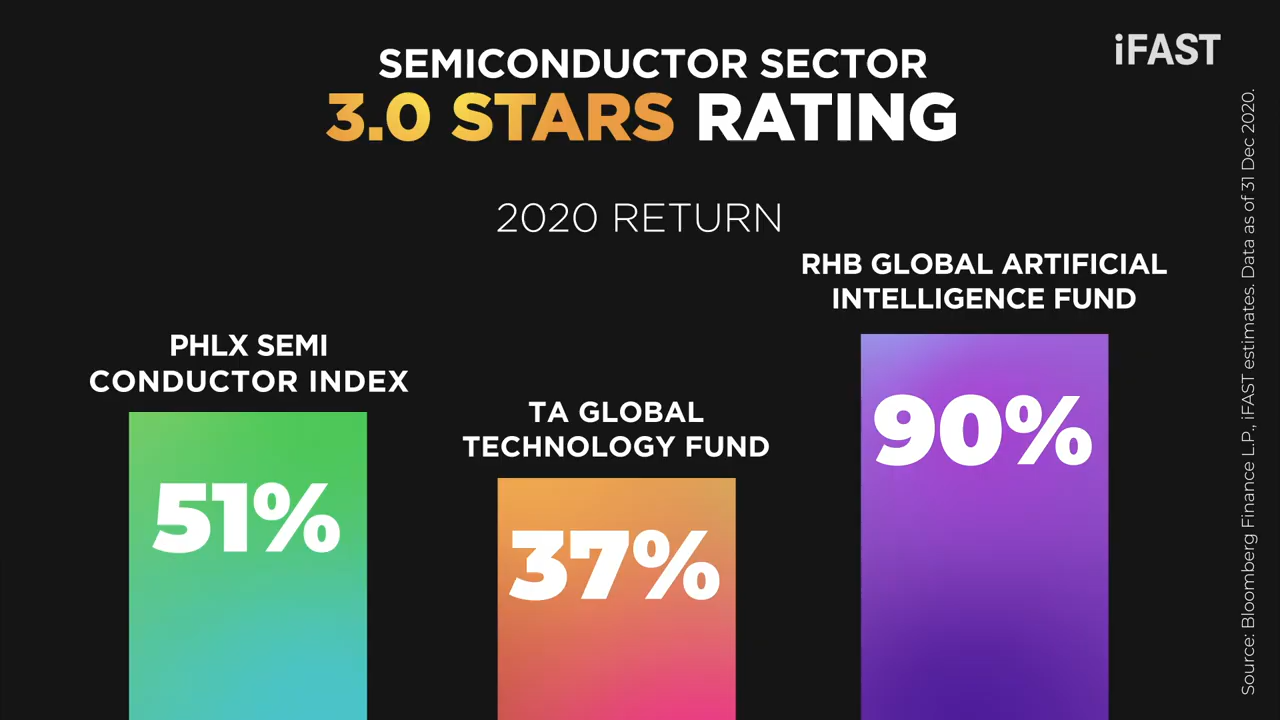 iFAST
SEMICONDUCTOR SECTOR
3.0 STARS RATING
2020 RETURN
PHLX SEMI
CONDUCTOR INDEX
51%
TA GLOBAL
TECHNOLOGY FUND
37%
RHB GLOBAL ARTIFICIAL
INTELLIGENCE FUND
90%
Source: Bloomberg Finance L.P., iFAST estimates. Data as of 31 Dec 2020.